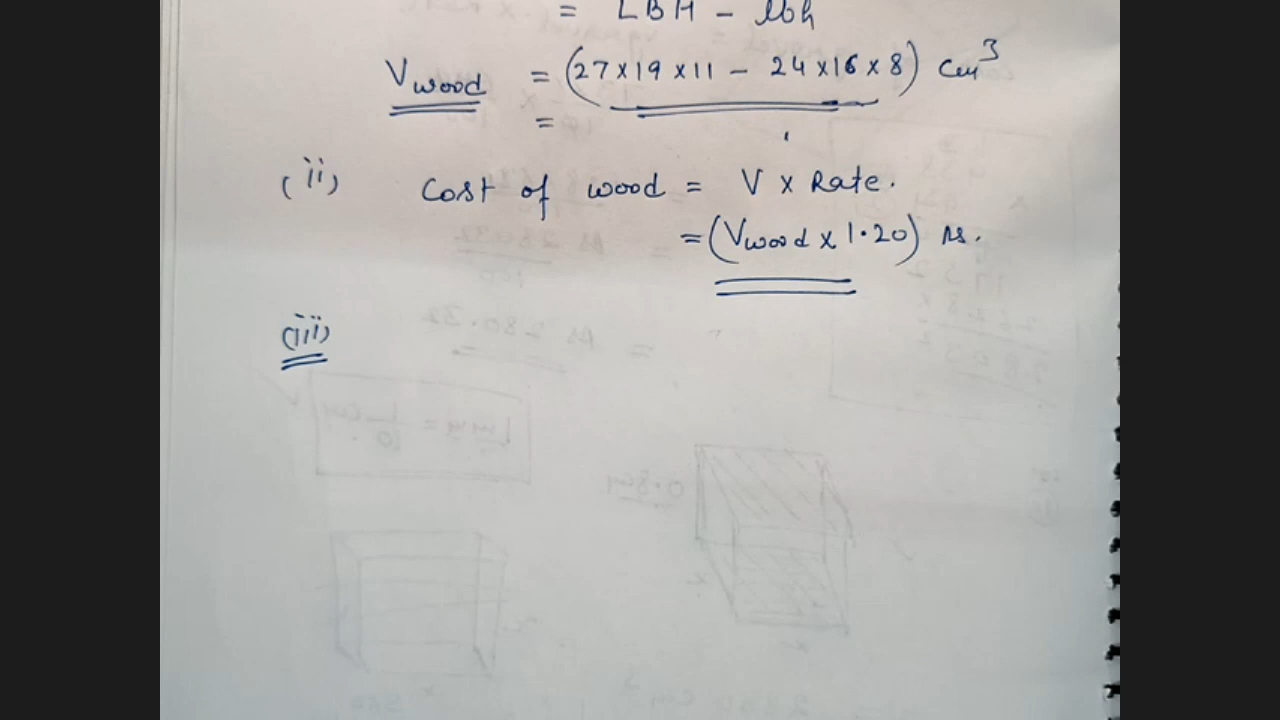 = LBH - lbh
Vwood = (27×19×11 - 24×16×8) cm³
=
(ii) Cost of wood = V × Rate.
= (Vwood × 1.20) Rs.
(iii)